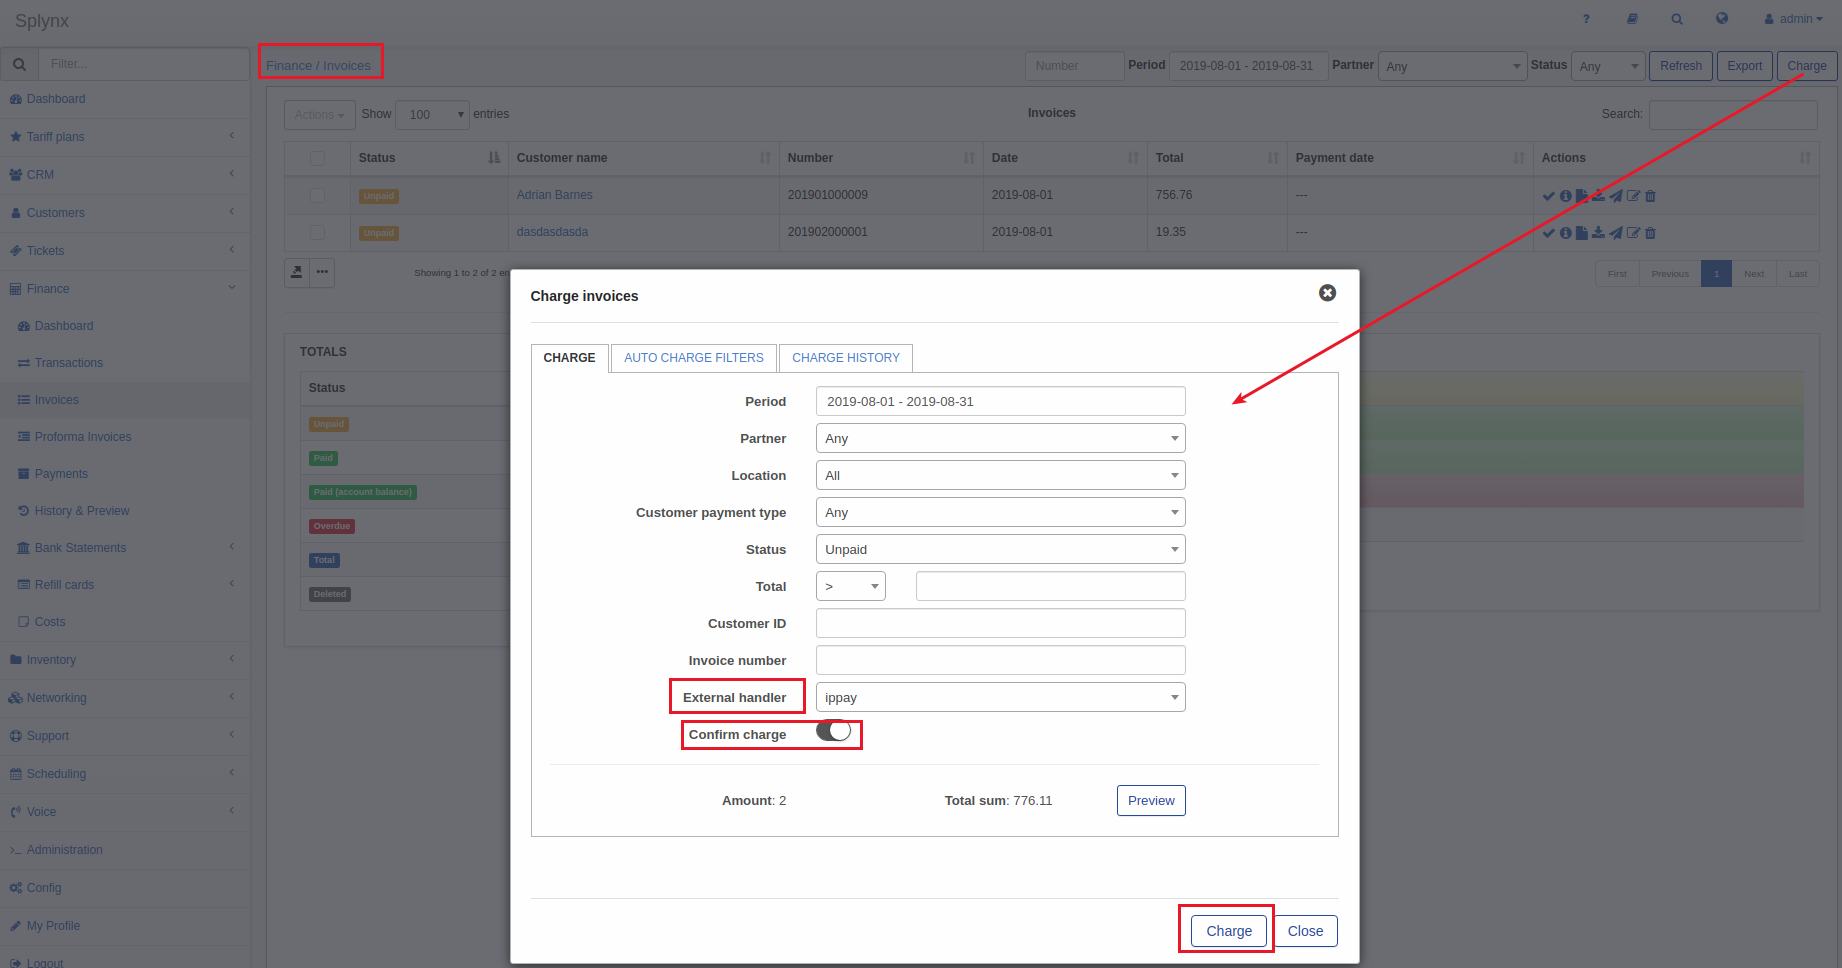 Splynx
? admin
Filter...
Finance / Invoices
Number Period 2019-08-01 - 2019-08-31 Partner Any Status Any Refresh Export Charge
Dashboard
Tariff plans
CRM
Customers
Tickets
Finance
Dashboard
Transactions
Invoices
Proforma Invoices
Payments
History & Preview
Bank Statements
Refill cards
Costs
Inventory
Networking
Support
Scheduling
Voice
Administration
Config
My Profile
Logout
Actions Show 100 entries Invoices Search:
Status Customer name Number Date Total Payment date Actions
Unpaid Adrian Barnes 201901000009 2019-08-01 756.76 ---
Unpaid dasdasdasda 201902000001 2019-08-01 19.35 ---
Showing 1 to 2 of 2 en
First Previous 1 Next Last
TOTALS
Status
Unpaid
Paid
Paid (account balance)
Overdue
Total
Deleted
Charge invoices
CHARGE AUTO CHARGE FILTERS CHARGE HISTORY
Period 2019-08-01 - 2019-08-31
Partner Any
Location All
Customer payment type Any
Status Unpaid
Total >
Customer ID
Invoice number
External handler ippay
Confirm charge
Amount: 2 Total sum: 776.11 Preview
Charge Close